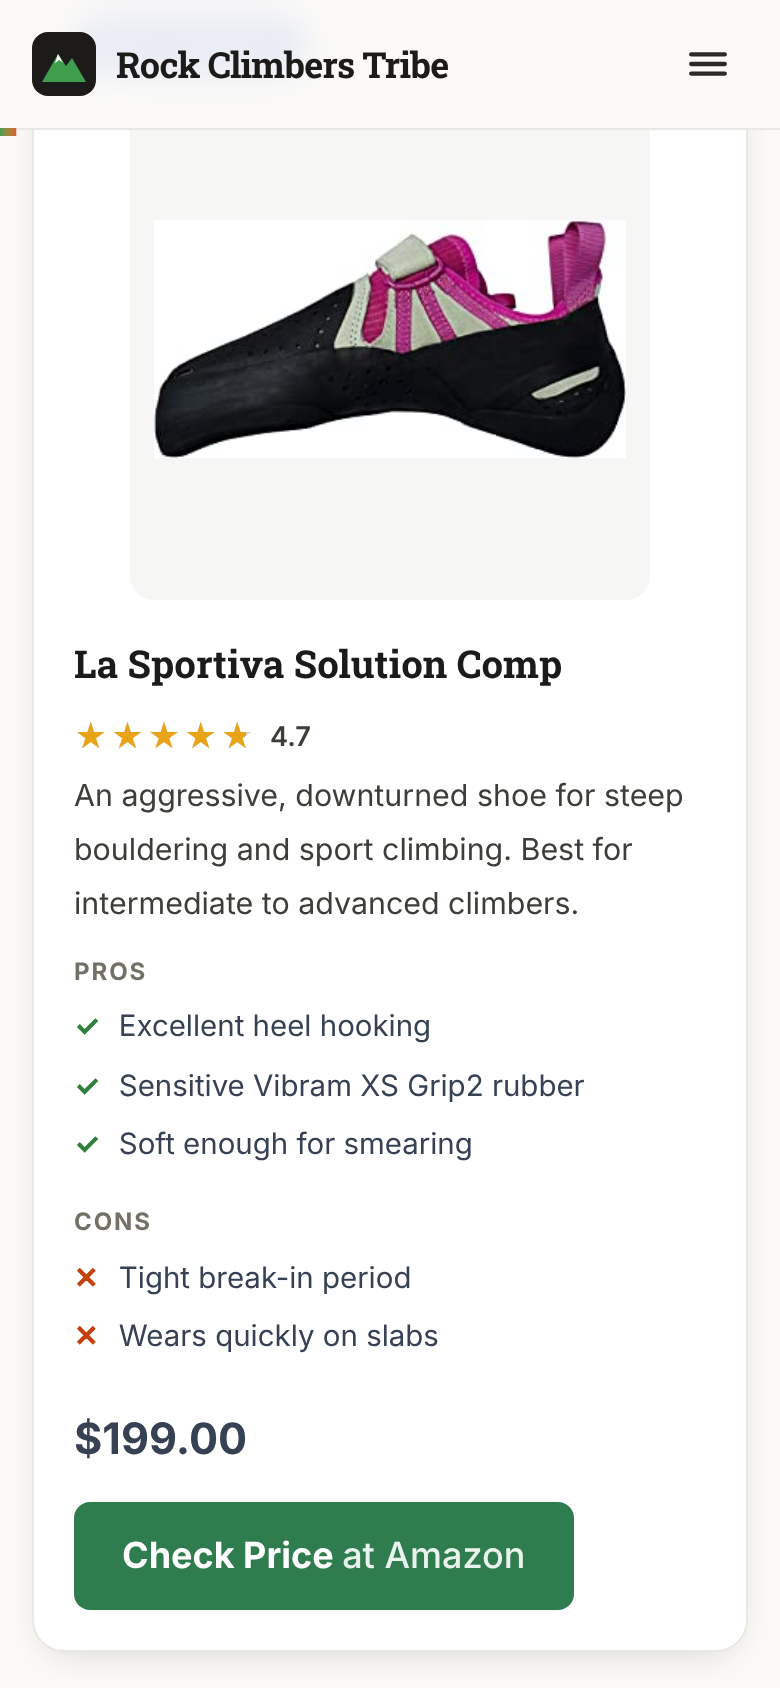 Rock Climbers Tribe
La Sportiva Solution Comp
4.7
An aggressive, downturned shoe for steep
bouldering and sport climbing. Best for
intermediate to advanced climbers.
PROS
Excellent heel hooking
Sensitive Vibram XS Grip2 rubber
Soft enough for smearing
CONS
Tight break-in period
Wears quickly on slabs
$199.00
Check Price at Amazon